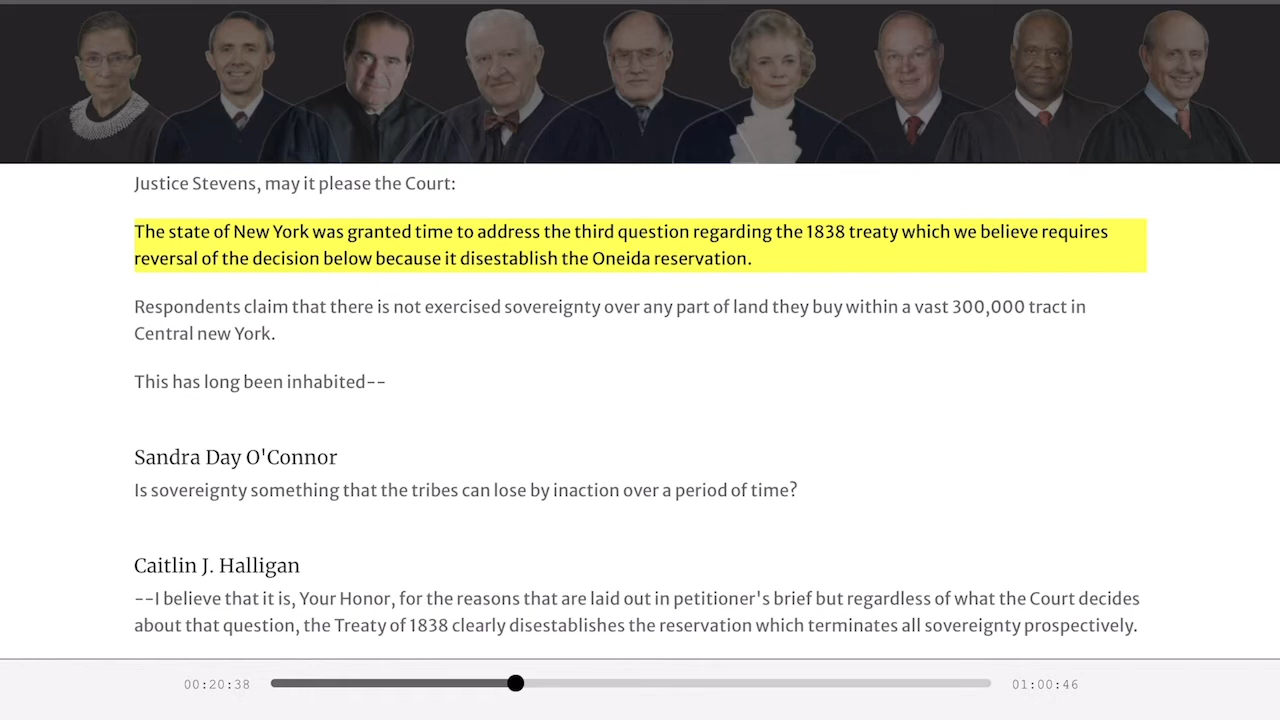 Justice Stevens, may it please the Court:
The state of New York was granted time to address the third question regarding the 1838 treaty which we believe requires
reversal of the decision below because it disestablish the Oneida reservation.
Respondents claim that there is not exercised sovereignty over any part of land they buy within a vast 300,000 tract in
Central new York.
This has long been inhabited--
Sandra Day O'Connor
Is sovereignty something that the tribes can lose by inaction over a period of time?
Caitlin J. Halligan
--I believe that it is, Your Honor, for the reasons that are laid out in petitioner's brief but regardless of what the Court decides
about that question, the Treaty of 1838 clearly disestablishes the reservation which terminates all sovereignty prospectively.
00:20:38 01:00:46